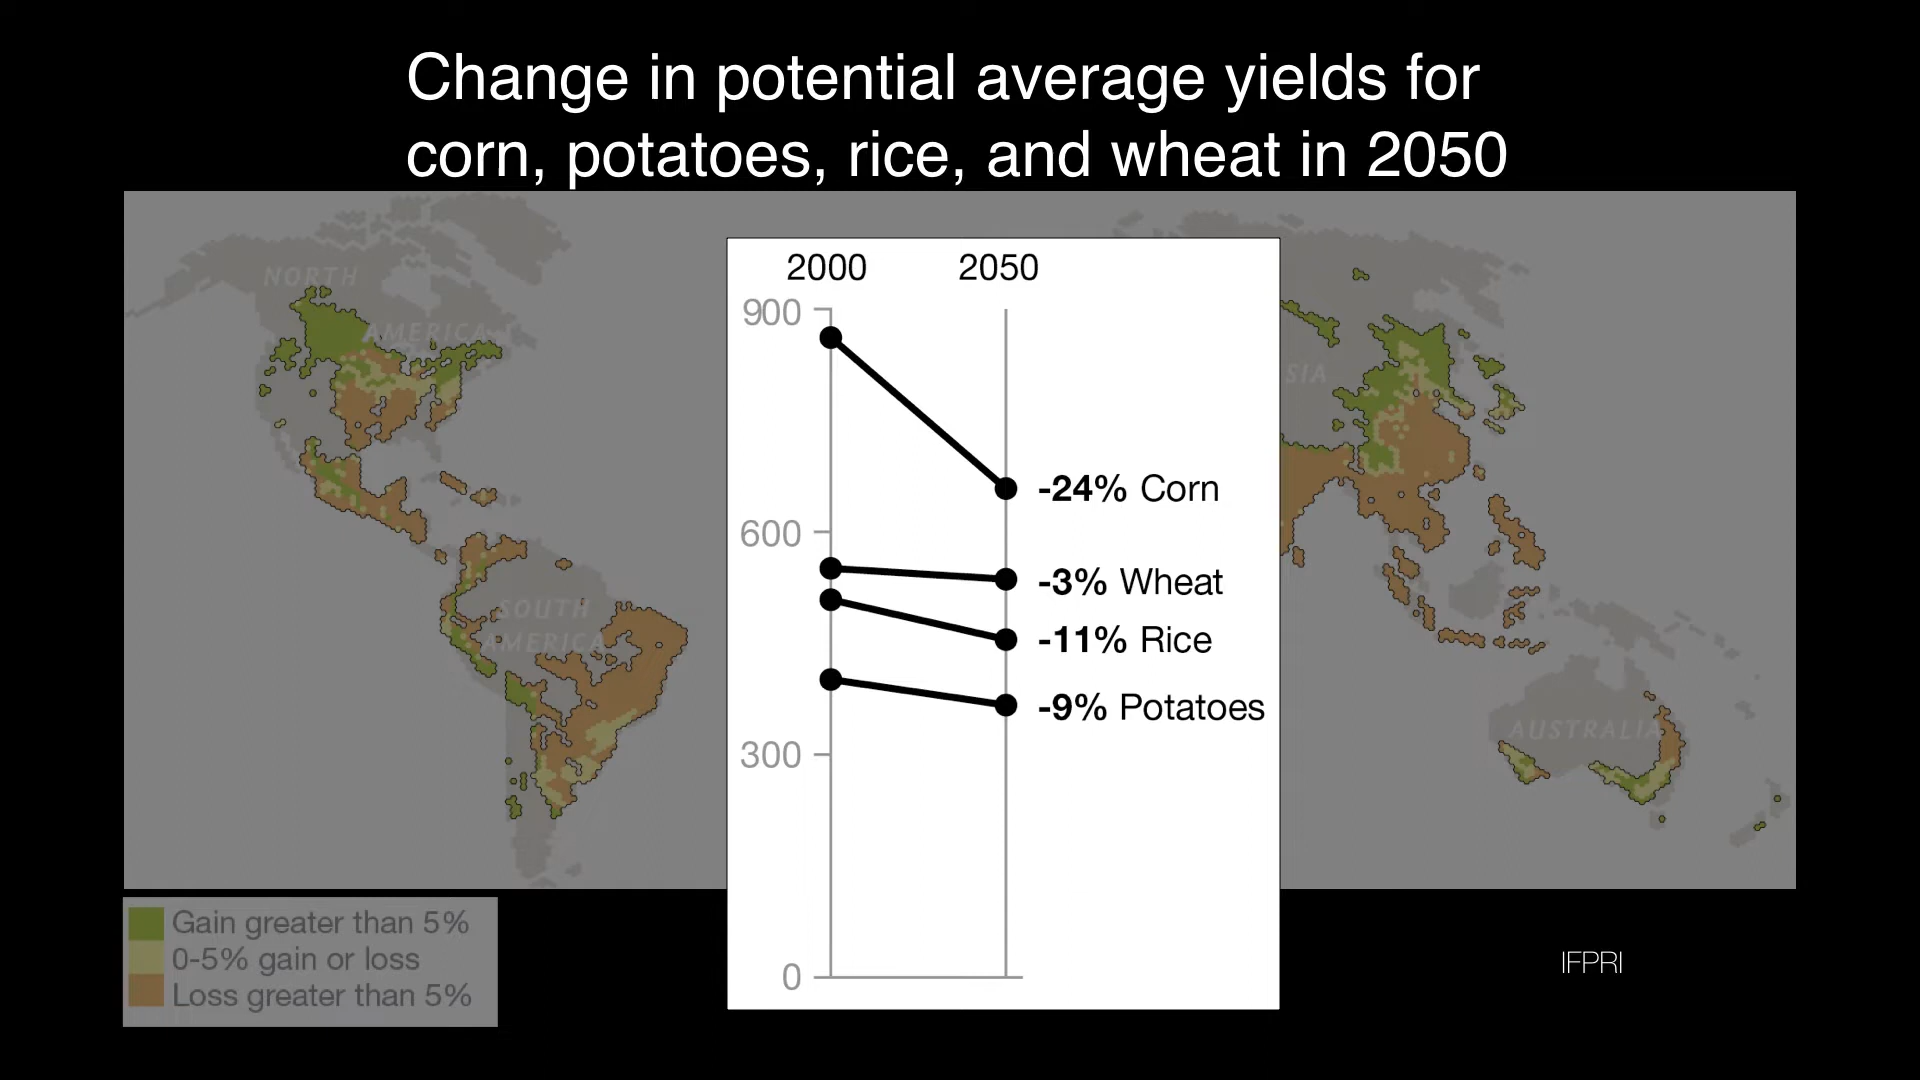 Change in potential average yields for
corn, potatoes, rice, and wheat in 2050
NORTH
AMERICA
SOUTH
AMERICA
2000 2050
900
600
300
0
-24% Corn
-3% Wheat
-11% Rice
-9% Potatoes
SIA
AUSTRALIA
Gain greater than 5%
0-5% gain or loss
Loss greater than 5%
IFPRI